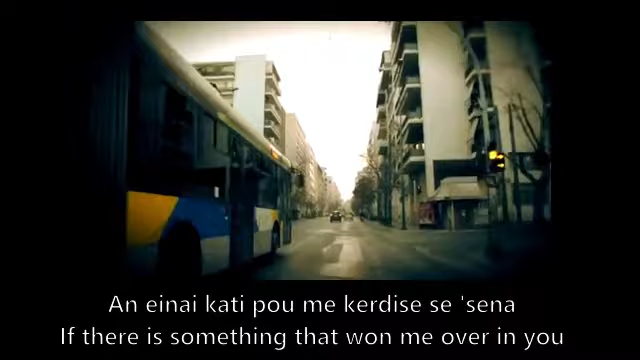 An einai kati pou me kerdise se 'sena
If there is something that won me over in you